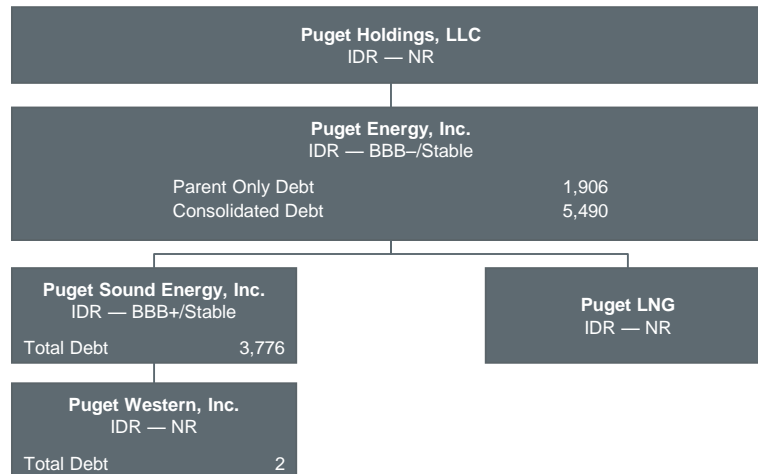 Puget Holdings, LLC
IDR — NR
Puget Energy, Inc.
IDR — BBB–/Stable
Parent Only Debt 1,906
Consolidated Debt 5,490
Puget Sound Energy, Inc.
IDR — BBB+/Stable
Total Debt 3,776
Puget LNG
IDR — NR
Puget Western, Inc.
IDR — NR
Total Debt 2